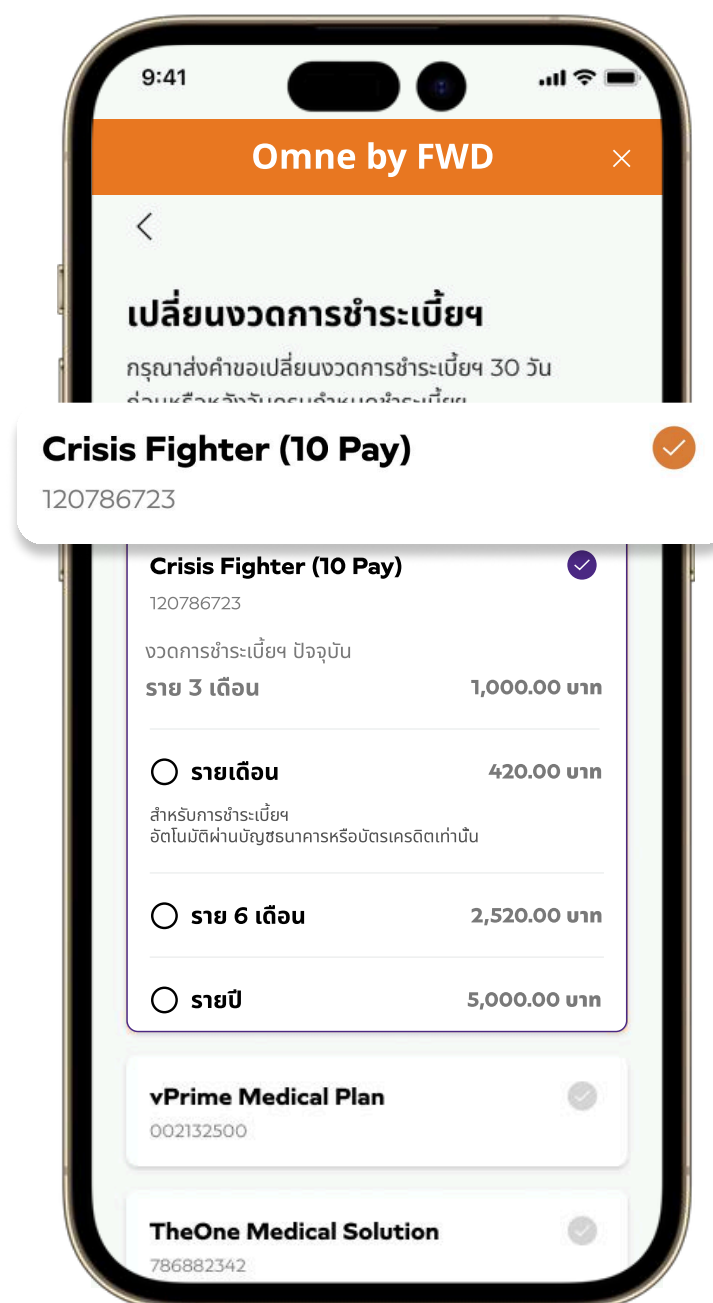 9:41
Omne by FWD
เปลี่ยนงวดการชำระเบี้ยฯ
กรุณาส่งคำขอเปลี่ยนงวดการชำระเบี้ยฯ 30 วัน
Crisis Fighter (10 Pay)
120786723
Crisis Fighter (10 Pay)
120786723
งวดการชำระเบี้ยฯ ปัจจุบัน
ราย 3 เดือน 1,000.00 บาท
รายเดือน 420.00 บาท
สำหรับการชำระเบี้ยฯ
อัตโนมัติผ่านบัญชธนาคารหรือบัตรเครดิตเท่านั้น
ราย 6 เดือน 2,520.00 บาท
รายปี 5,000.00 บาท
vPrime Medical Plan
002132500
TheOne Medical Solution
786882342